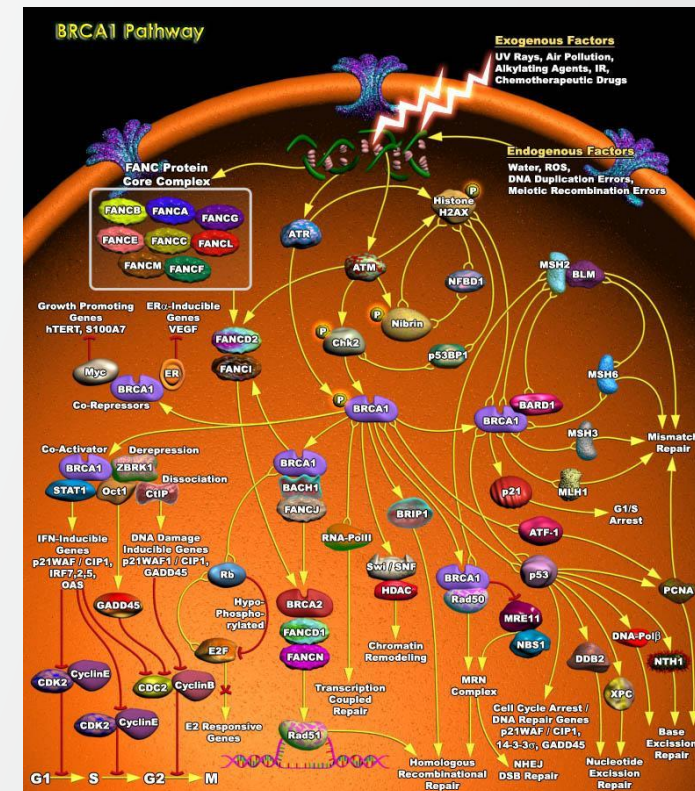 BRCA1 Pathway
Exogenous Factors
UV Rays, Air Pollution,
Alkylating Agents, IR,
Chemotherapeutic Drugs
Endogenous Factors
Water, ROS,
DNA Duplication Errors,
Meiotic Recombination Errors
FANC Protein
Core Complex
FANCB
FANCA
FANCG
FANCE
FANCC
FANCL
FANCM
FANCF
P
Histone
H2AX
ATR
ATM
NFBD1
MSH2
BLM
Growth Promoting
Genes
hTERT, S100A7
ERα-Inducible
Genes
VEGF
P
Nibrin
P
Chk2
p53BP1
FANCD2
FANCI
Myc
BRCA1
ER
Co-Repressors
MSH6
P
BRCA1
BRCA1
BARD1
MSH3
Mismatch
Repair
Co-Activator
Derepression
BRCA1
ZBRK1
STAT1
Oct1
Dissociation
CtIP
BRCA1
BACH1
FANCJ
p21
MLH1
G1/S
Arrest
BRIP1
ATF-1
RNA-PolII
IFN-Inducible
Genes
p21WAF / CIP1,
IRF7,2,5,
OAS
DNA Damage
Inducible Genes
p21WAF1 / CIP1,
GADD45
Rb
Swi / SNF
HDAC
BRCA1
Rad50
p53
PCNA
GADD45
Hypo-
Phospho-
rylated
BRCA2
FANCD1
FANCN
MRE11
NBS1
DNA-Polβ
Chromatin
Remodeling
E2F
DDB2
NTH1
CDK2
CyclinE
CDC2
CyclinB
MRN
Complex
XPC
Transcription
Coupled
Repair
CDK2
CyclinE
E2 Responsive
Genes
Cell Cycle Arrest /
DNA Repair Genes
p21WAF / CIP1,
14-3-3σ, GADD45
Rad51
Base
Excission
Repair
Homologous
Recombinational
Repair
NHEJ
DSB Repair
Nucleotide
Excission
Repair
G1
S
G2
M